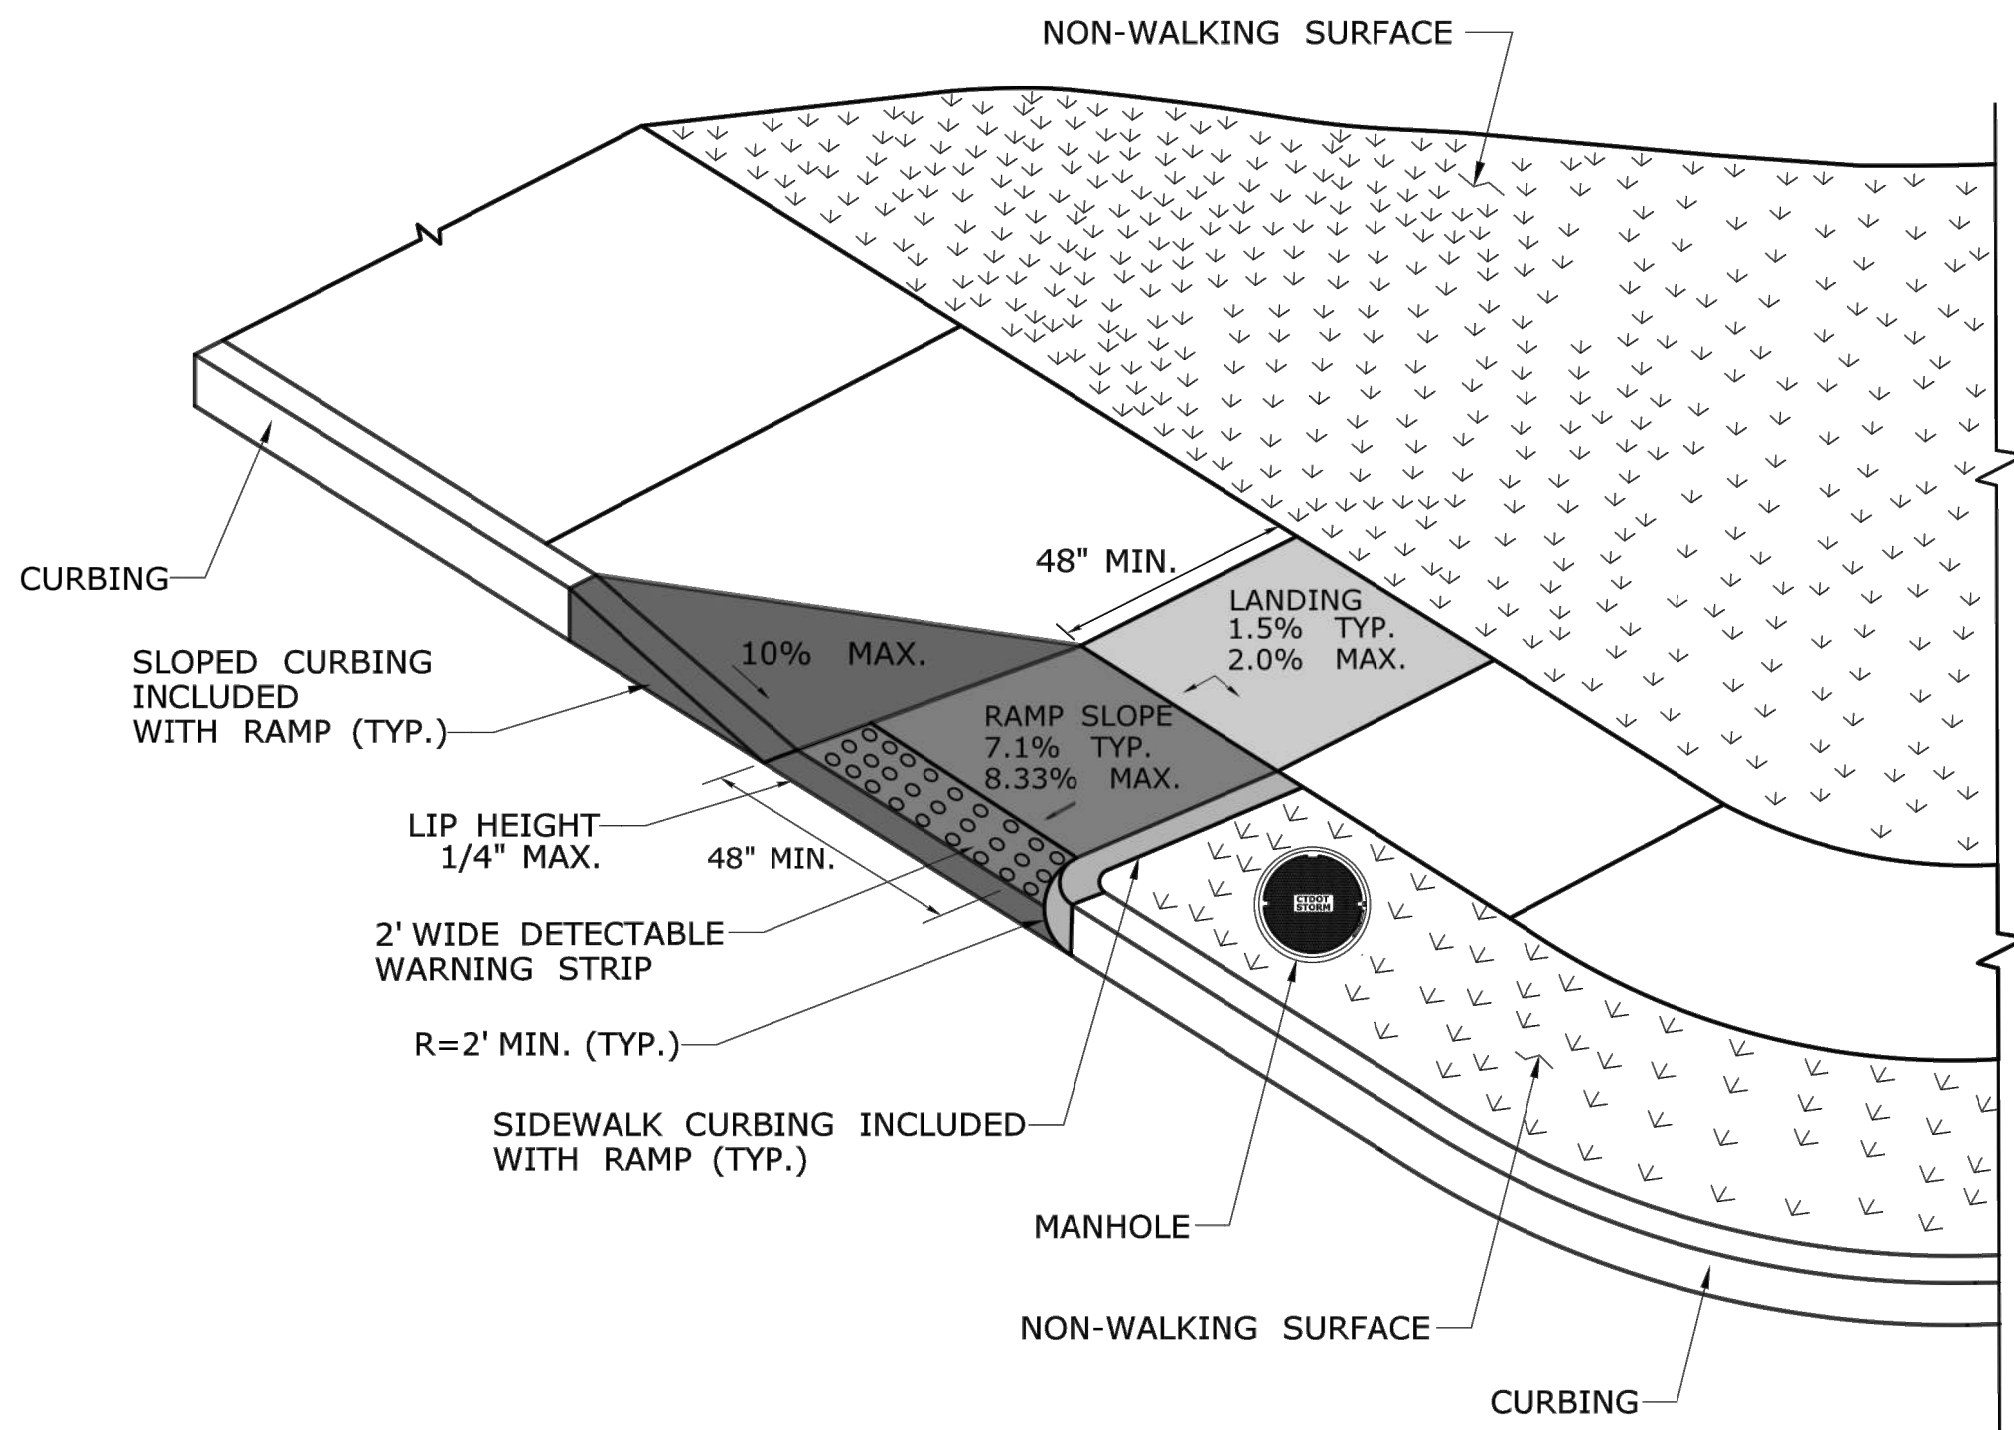 NON-WALKING SURFACE
48" MIN.
CURBING
LANDING
1.5% TYP.
2.0% MAX.
10% MAX.
SLOPED CURBING
INCLUDED
WITH RAMP (TYP.)
RAMP SLOPE
7.1% TYP.
8.33% MAX.
LIP HEIGHT
1/4" MAX.
48" MIN.
CTDOT
STORM
2' WIDE DETECTABLE
WARNING STRIP
R=2' MIN. (TYP.)
SIDEWALK CURBING INCLUDED
WITH RAMP (TYP.)
MANHOLE
NON-WALKING SURFACE
CURBING